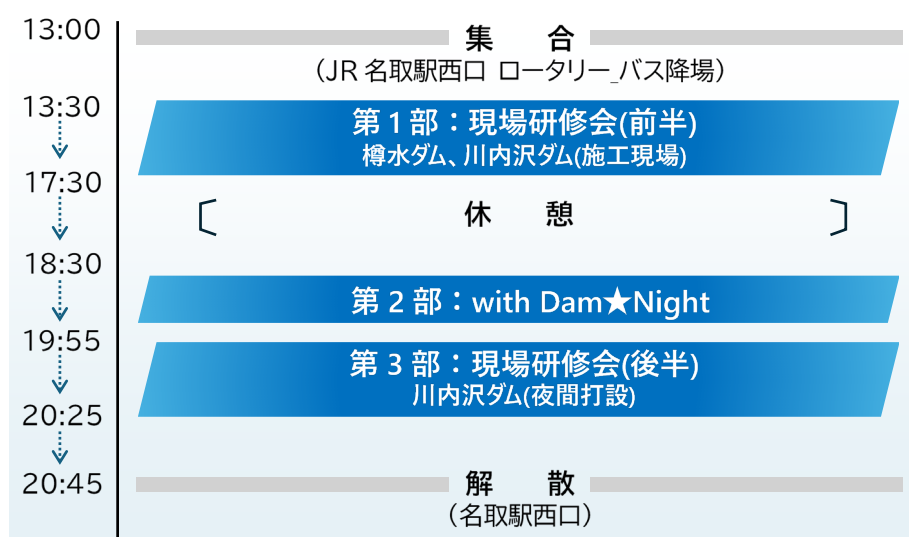 13:00
集　合
（JR 名取駅西口 ロータリー_バス降場）
13:30
第１部：現場研修会(前半)
樽水ダム、川内沢ダム(施工現場)
17:30
〔 休　憩 〕
18:30
第２部：with Dam★Night
19:55
第３部：現場研修会(後半)
川内沢ダム(夜間打設)
20:25
20:45
解　散
（名取駅西口）